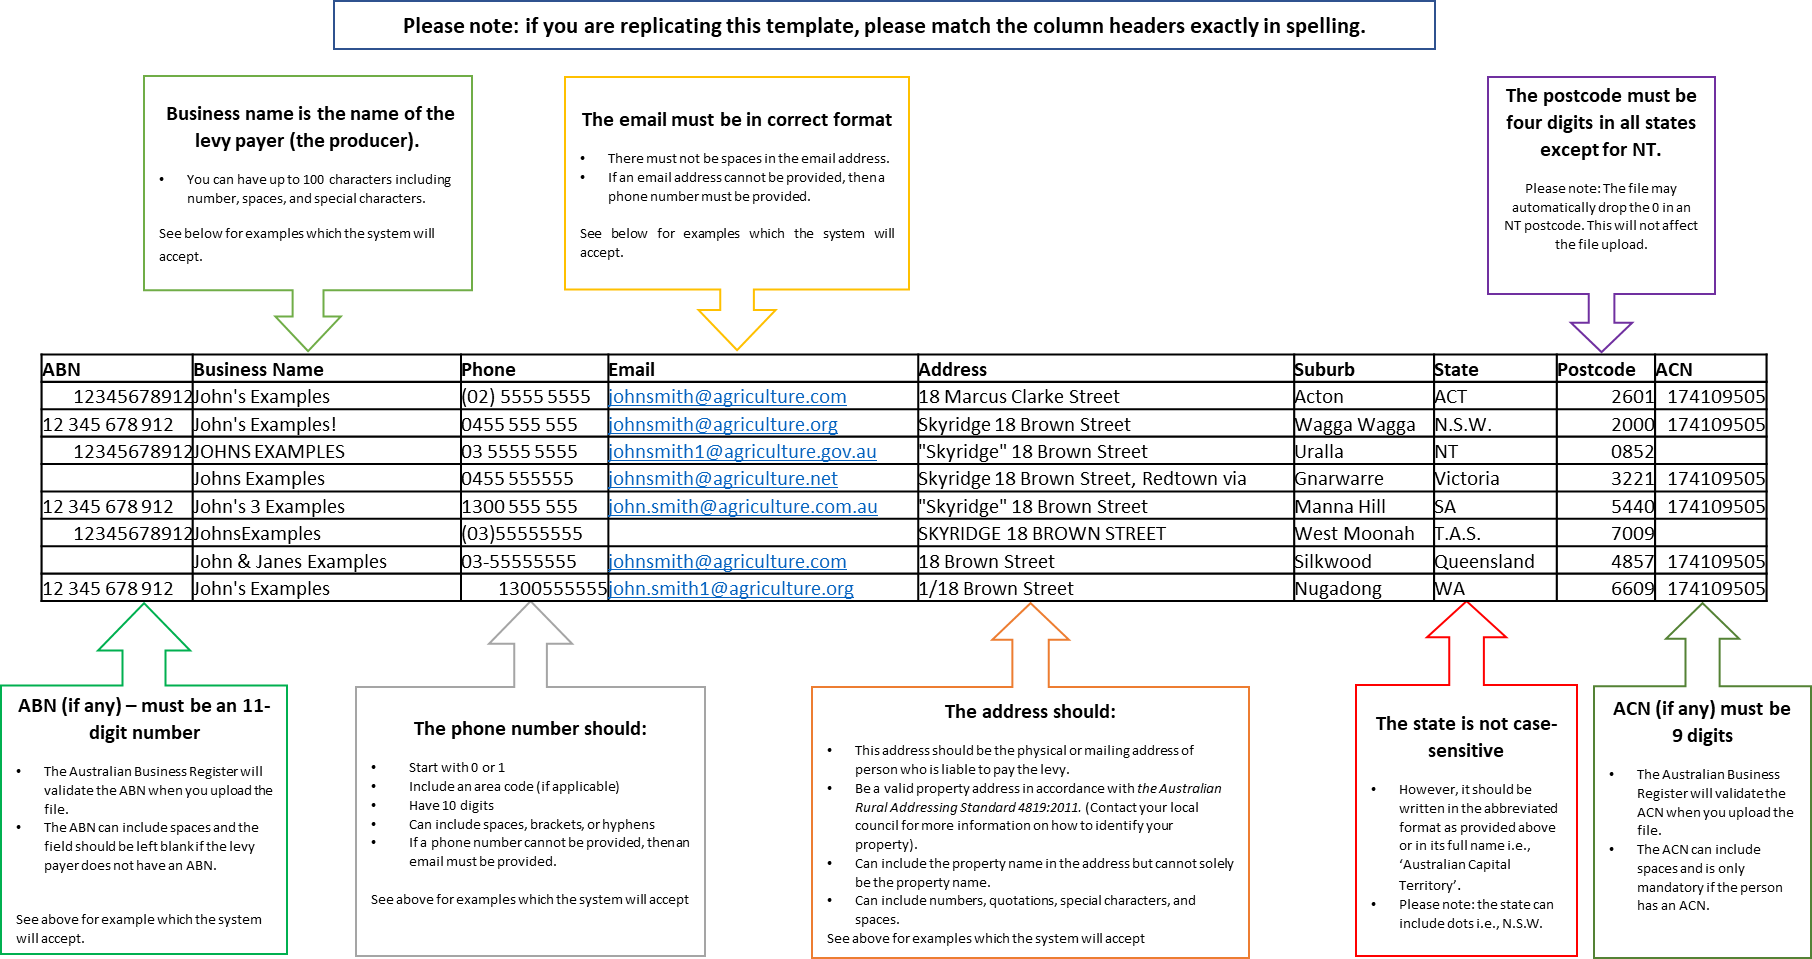 Please note: if you are replicating this template, please match the column headers exactly in spelling.
Business name is the name of the
levy payer (the producer).
• You can have up to 100 characters including
number, spaces, and special characters.
See below for examples which the system will
accept.
The email must be in correct format
• There must not be spaces in the email address.
• If an email address cannot be provided, then a
phone number must be provided.
See below for examples which the system will
accept.
The postcode must be
four digits in all states
except for NT.
Please note: The file may
automatically drop the 0 in an
NT postcode. This will not affect
the file upload.
ABN Business Name Phone Email Address Suburb State Postcode ACN
12345678912 John's Examples (02) 5555 5555 johnsmith@agriculture.com 18 Marcus Clarke Street Acton ACT 2601 174109505
12 345 678 912 John's Examples! 0455 555 555 johnsmith@agriculture.org Skyridge 18 Brown Street Wagga Wagga N.S.W. 2000 174109505
12345678912 JOHNS EXAMPLES 03 5555 5555 johnsmith1@agriculture.gov.au "Skyridge" 18 Brown Street Uralla NT 0852
Johns Examples 0455 555555 johnsmith@agriculture.net Skyridge 18 Brown Street, Redtown via Gnarwarre Victoria 3221 174109505
12 345 678 912 John's 3 Examples 1300 555 555 john.smith@agriculture.com.au "Skyridge" 18 Brown Street Manna Hill SA 5440 174109505
12345678912 JohnsExamples (03)55555555 SKYRIDGE 18 BROWN STREET West Moonah T.A.S. 7009
John & Janes Examples 03-55555555 johnsmith@agriculture.com 18 Brown Street Silkwood Queensland 4857 174109505
12 345 678 912 John's Examples 1300555555 john.smith1@agriculture.org 1/18 Brown Street Nugadong WA 6609 174109505
ABN (if any) – must be an 11-
digit number
• The Australian Business Register will
validate the ABN when you upload the
file.
• The ABN can include spaces and the
field should be left blank if the levy
payer does not have an ABN.
See above for example which the system
will accept.
The phone number should:
• Start with 0 or 1
• Include an area code (if applicable)
• Have 10 digits
• Can include spaces, brackets, or hyphens
• If a phone number cannot be provided, then an
email must be provided.
See above for examples which the system will accept
The address should:
• This address should be the physical or mailing address of
person who is liable to pay the levy.
• Be a valid property address in accordance with the Australian
Rural Addressing Standard 4819:2011. (Contact your local
council for more information on how to identify your
property).
• Can include the property name in the address but cannot solely
be the property name.
• Can include numbers, quotations, special characters, and
spaces.
See above for examples which the system will accept
The state is not case-
sensitive
• However, it should be
written in the abbreviated
format as provided above
or in its full name i.e.,
‘Australian Capital
Territory’.
• Please note: the state can
include dots i.e., N.S.W.
ACN (if any) must be
9 digits
• The Australian Business
Register will validate the
ACN when you upload the
file.
• The ACN can include
spaces and is only
mandatory if the person
has an ACN.